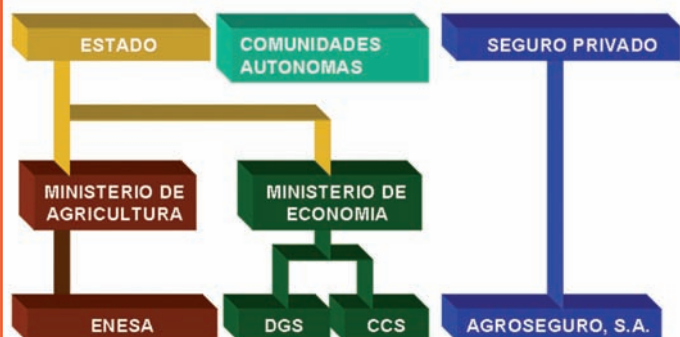 ESTADO
COMUNIDADES
AUTONOMAS
SEGURO PRIVADO
MINISTERIO DE
AGRICULTURA
MINISTERIO DE
ECONOMIA
ENESA
DGS
CCS
AGROSEGURO, S.A.